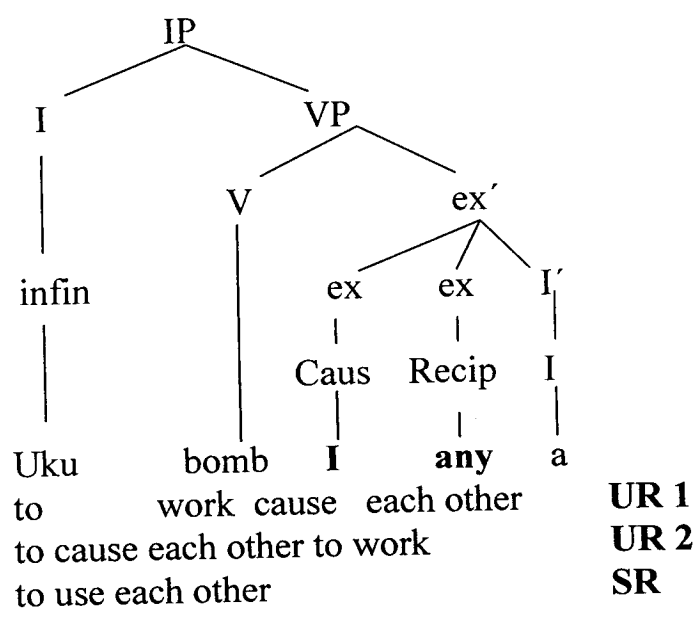 IP
I VP
V ex´
infin ex ex I´
Caus Recip I
Uku bomb I any a
to work cause each other UR 1
to cause each other to work UR 2
to use each other SR